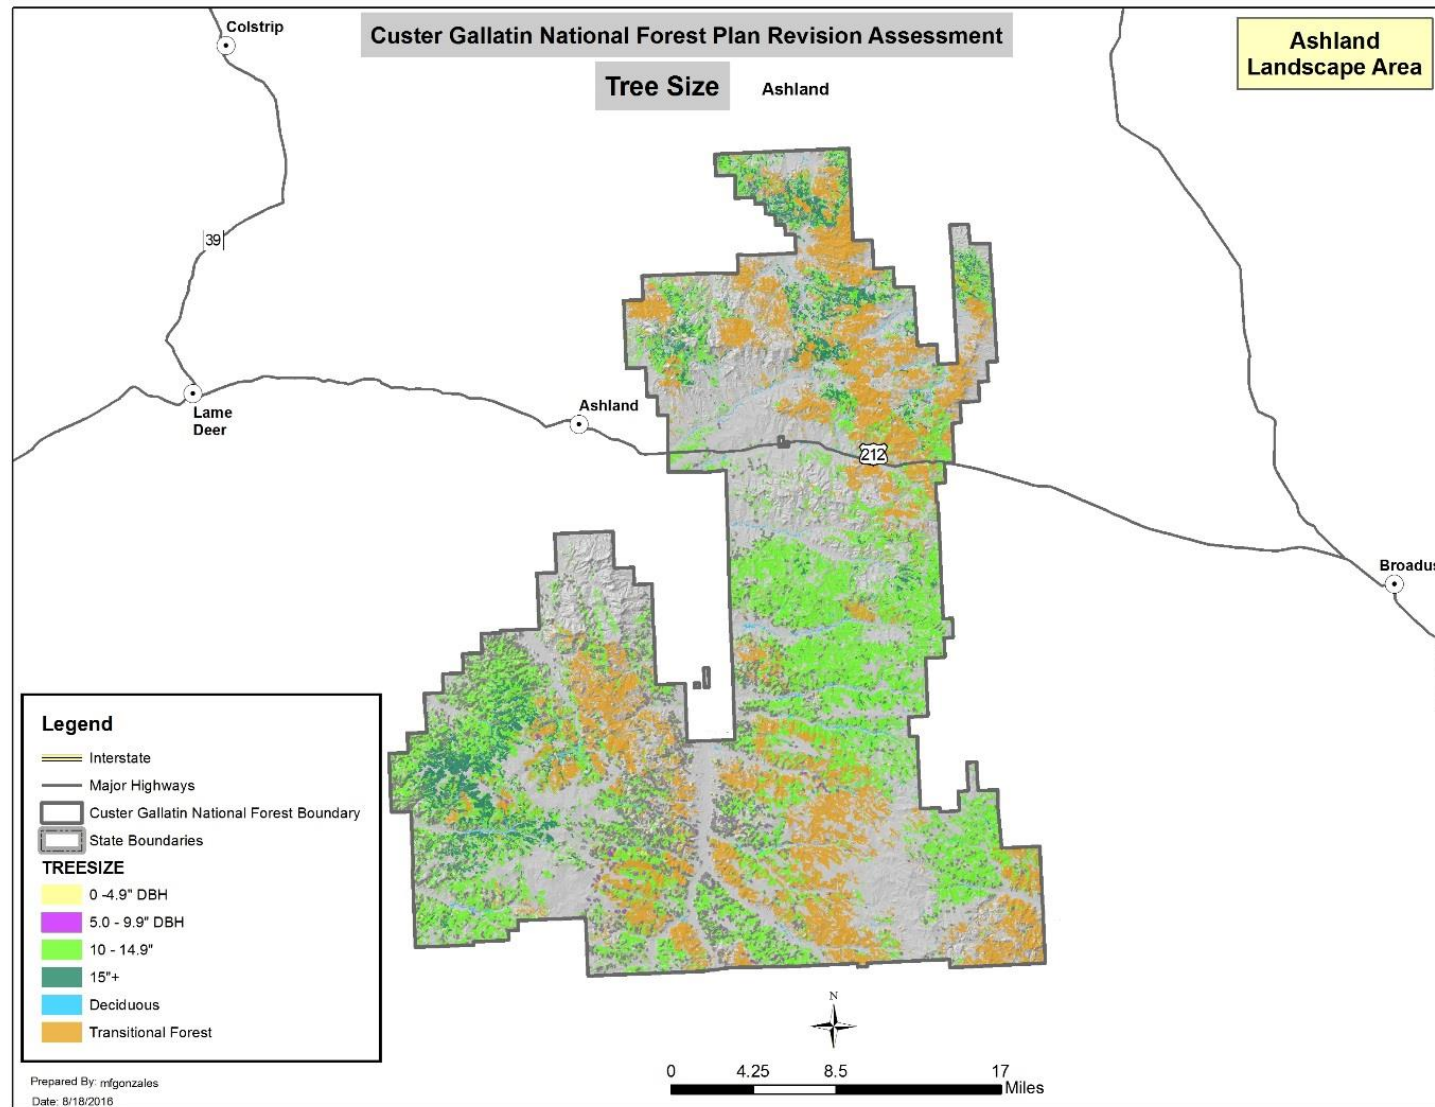 Colstrip
Custer Gallatin National Forest Plan Revision Assessment
Ashland
Landscape Area
Tree Size
Ashland
39
Lame
Deer
Ashland
212
Broadus
Legend
Interstate
Major Highways
Custer Gallatin National Forest Boundary
State Boundaries
TREESIZE
0 -4.9" DBH
5.0 - 9.9" DBH
10 - 14.9"
15"+
Deciduous
Transitional Forest
N
0 4.25 8.5 17
Miles
Prepared By: mfgonzales
Date: 8/18/2016